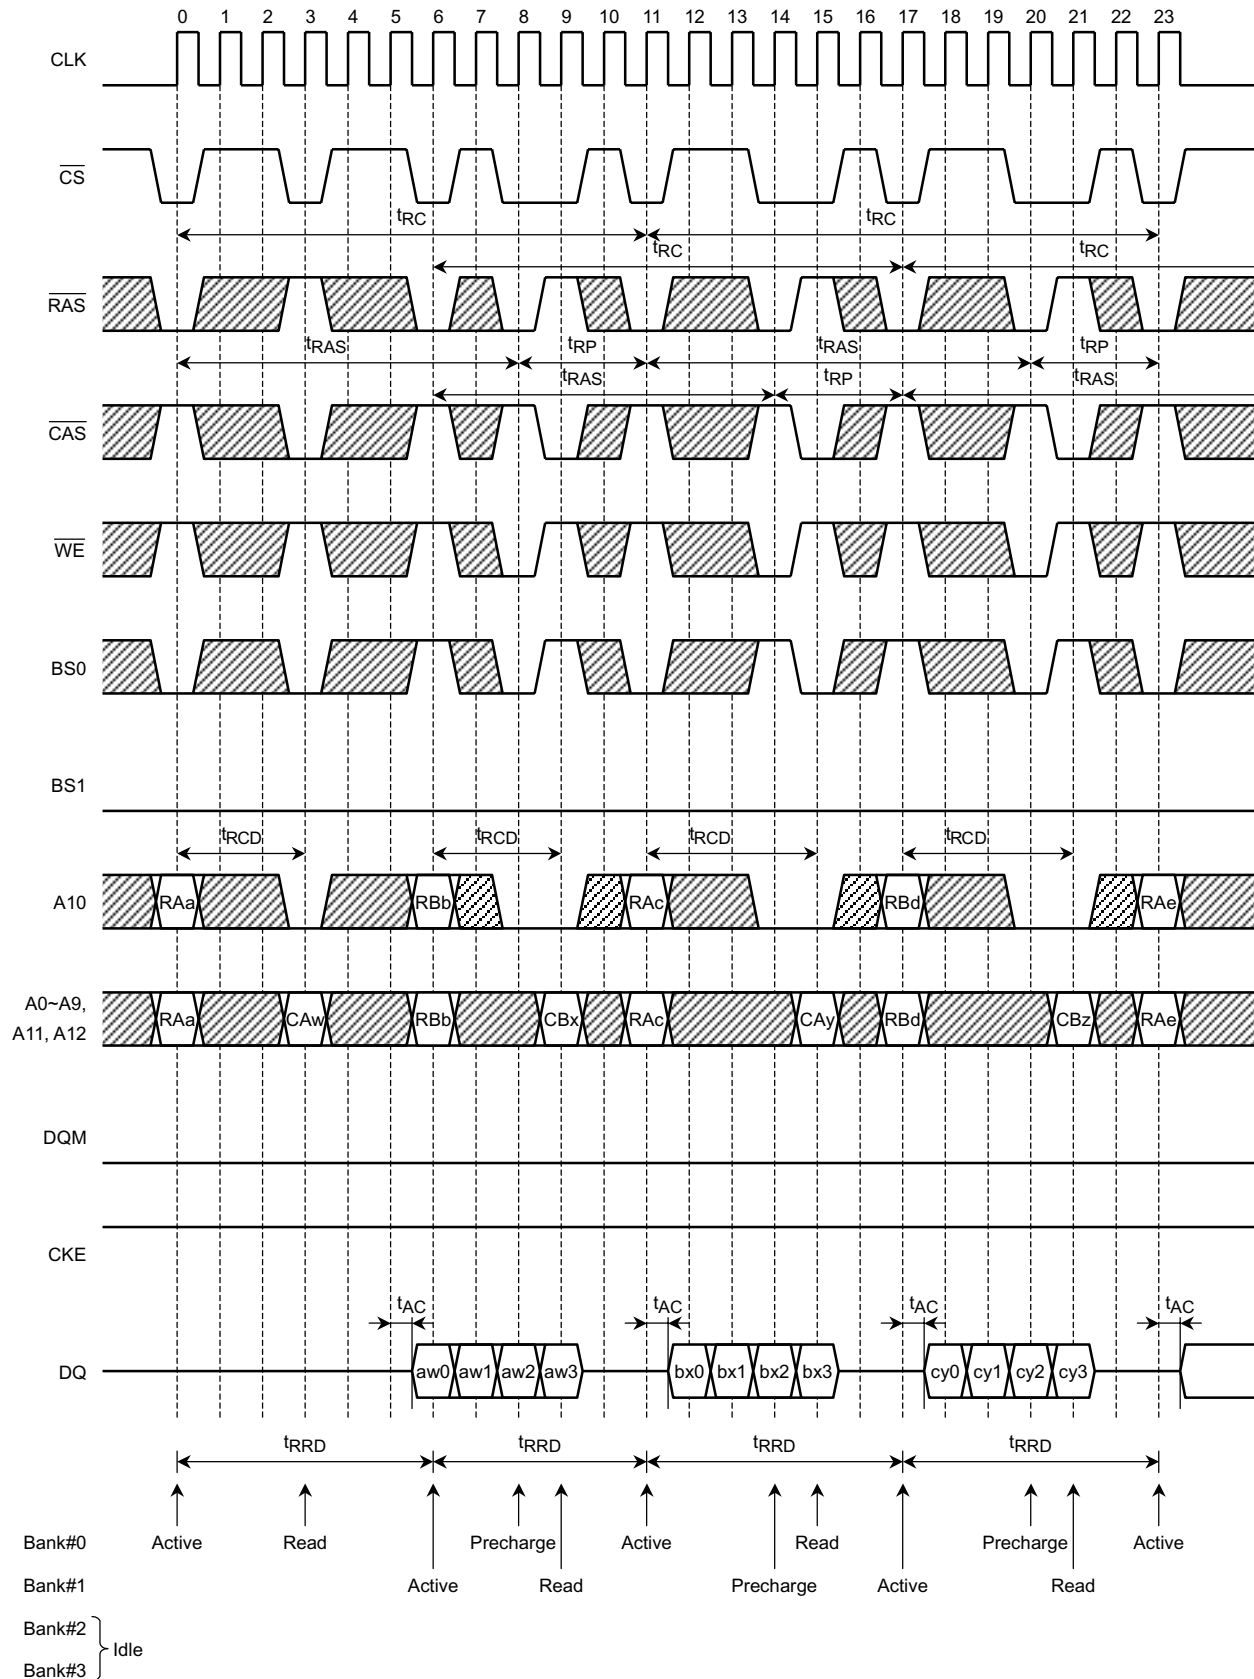 0 1 2 3 4 5 6 7 8 9 10 11 12 13 14 15 16 17 18 19 20 21 22 23
CLK
CS
tRC tRC
tRC tRC
RAS
tRAS tRP tRAS tRP
tRAS tRP tRAS
CAS
WE
BS0
BS1
tRCD tRCD tRCD tRCD
A10 RAa RBb RAc RBd RAe
A0~A9,
A11, A12
RAa CAw RBb CBx RAc CAy RBd CBz RAe
DQM
CKE
tAC tAC tAC tAC
DQ aw0 aw1 aw2 aw3 bx0 bx1 bx2 bx3 cy0 cy1 cy2 cy3
tRRD tRRD tRRD tRRD
Bank#0 Active Read Precharge Active Read Precharge Active
Bank#1 Active Read Precharge Active Read
Bank#2
Idle
Bank#3